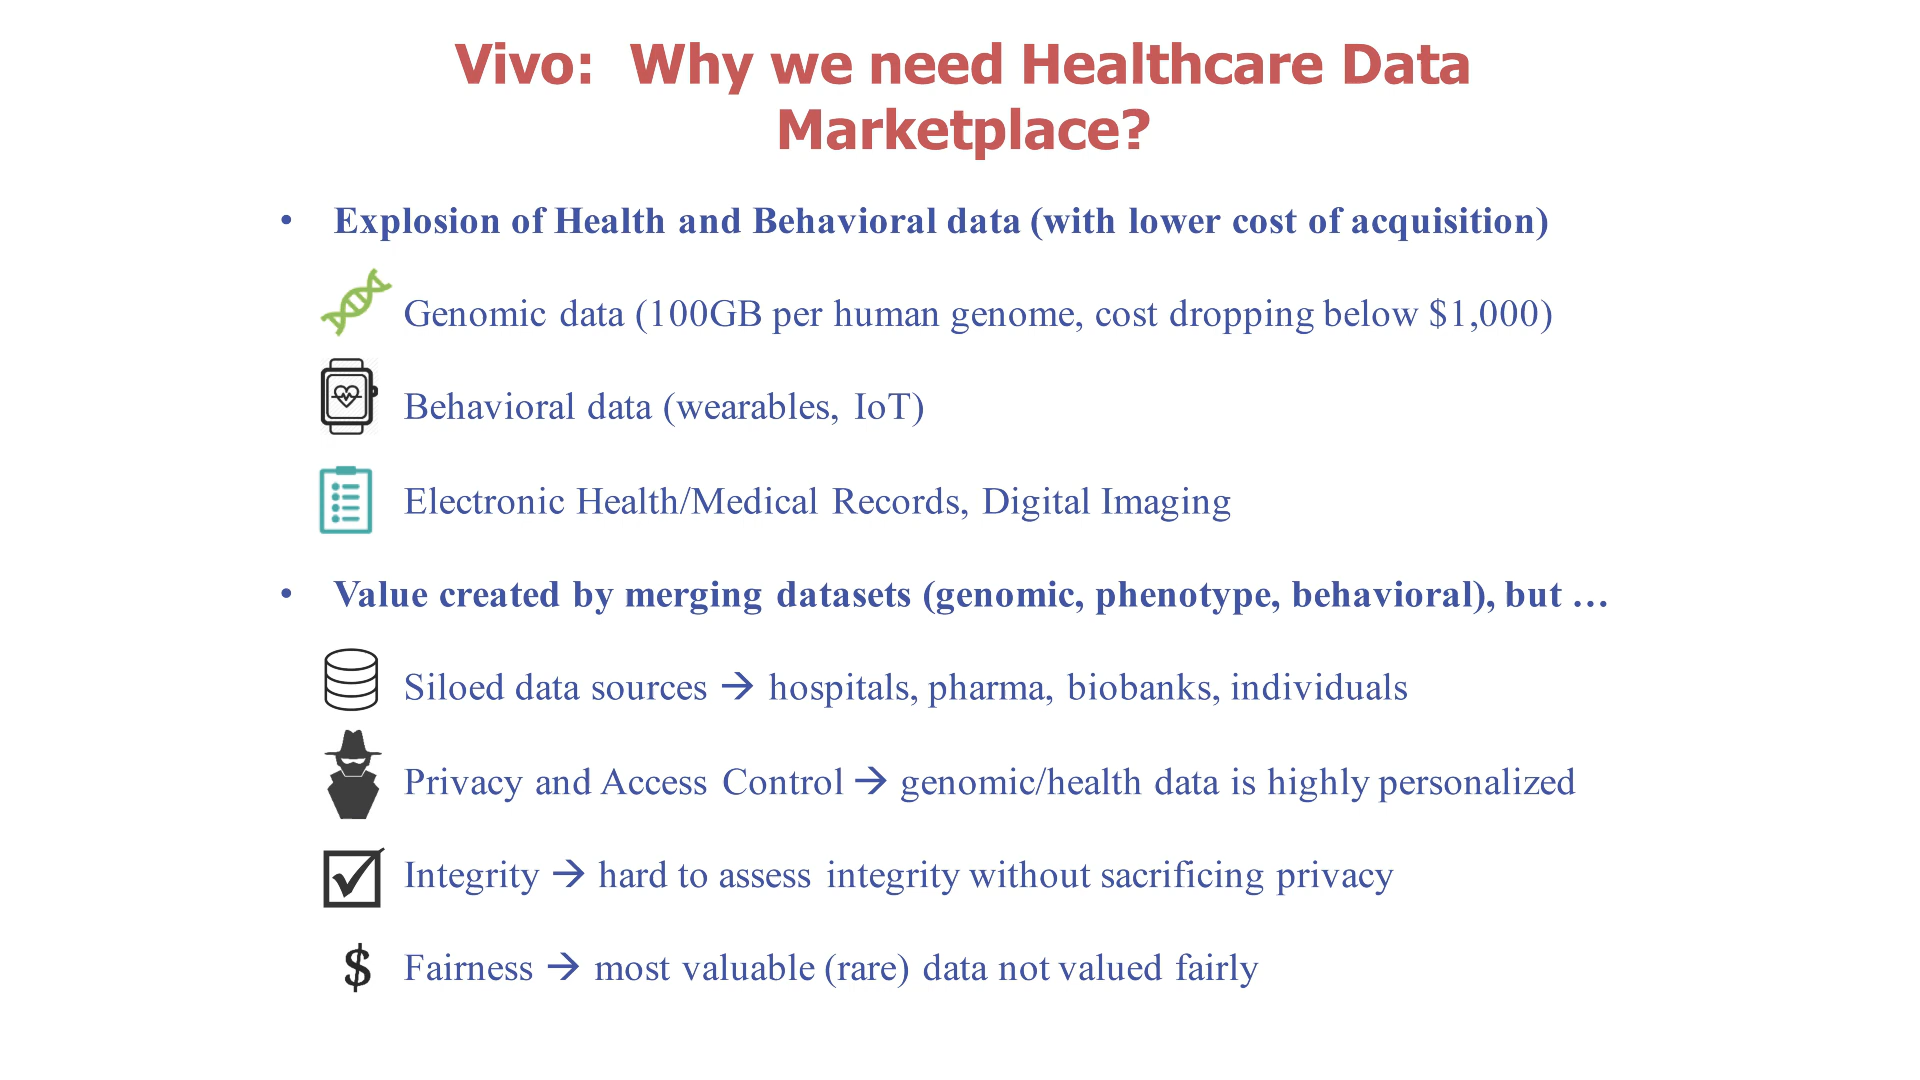 Vivo: Why we need Healthcare Data
Marketplace?
• Explosion of Health and Behavioral data (with lower cost of acquisition)
Genomic data (100GB per human genome, cost dropping below $1,000)
Behavioral data (wearables, IoT)
Electronic Health/Medical Records, Digital Imaging
• Value created by merging datasets (genomic, phenotype, behavioral), but …
Siloed data sources → hospitals, pharma, biobanks, individuals
Privacy and Access Control → genomic/health data is highly personalized
Integrity → hard to assess integrity without sacrificing privacy
$ Fairness → most valuable (rare) data not valued fairly